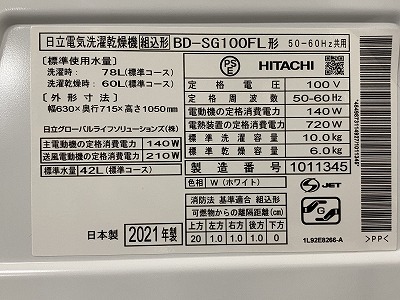 日立電気洗濯乾燥機 組込形 BD-SG100FL形 50-60Hz共用
[標準使用水量]
洗濯時: 78L(標準コース)
洗濯乾燥時: 60L(標準コース)
[外形寸法]
幅630×奥行715×高さ1050mm
日立グローバルライフソリューションズ(株)
主電動機の定格消費電力 140W
送風電動機の定格消費電力 210W
標準水量 42L(標準コース)
日本製 2021年製
PSE HITACHI
定格電圧 100V
定格周波数 50-60Hz
電動機の定格消費電力 140W
電熱装置の定格消費電力 720W
標準洗濯容量 10.0kg
標準乾燥容量 6.0kg
製造番号 1011345
色相 W(ホワイト)
S JET
消防法 基準適合 組込形
可燃物からの離隔距離(cm)
上方 左方 右方 前方 後方 下方
20 1.0 1.0 1.0 0
1L92E8266-A
>PP<